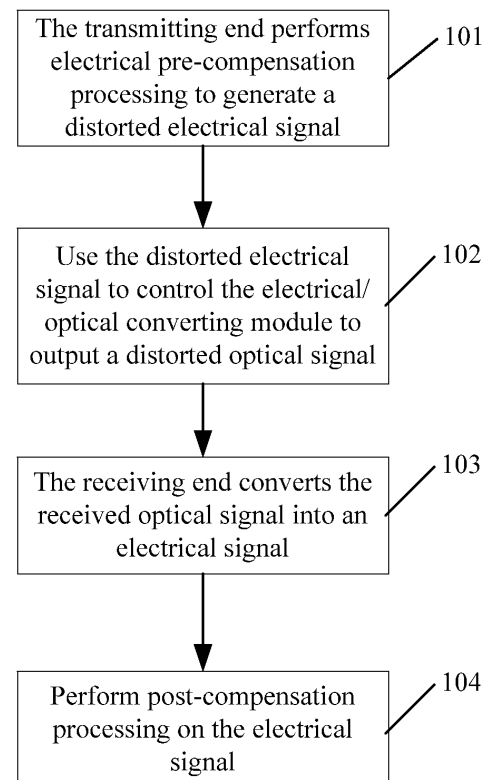 The transmitting end performs
electrical pre-compensation
processing to generate a
distorted electrical signal
101
Use the distorted electrical
signal to control the electrical/
optical converting module to
output a distorted optical signal
102
The receiving end converts the
received optical signal into an
electrical signal
103
Perform post-compensation
processing on the electrical
signal
104